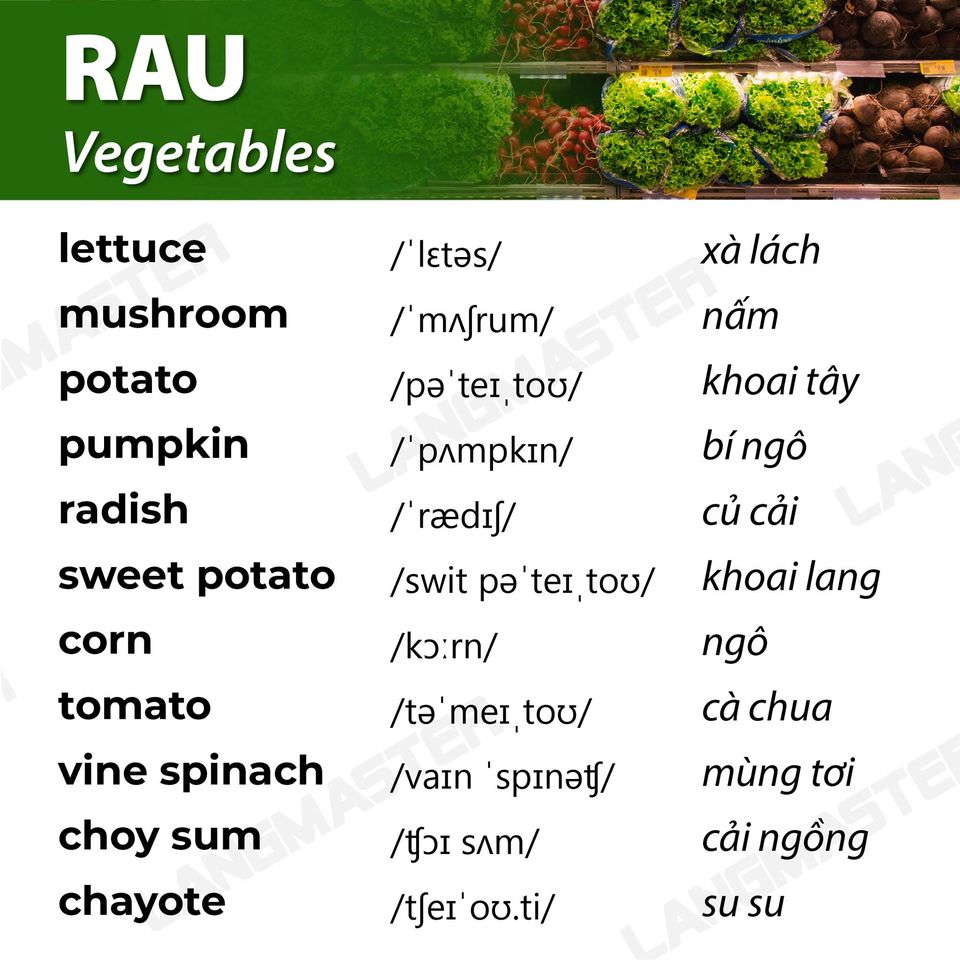 RAU
Vegetables
lettuce /ˈlɛtəs/ xà lách
mushroom /ˈmʌʃrum/ nấm
potato /pəˈteɪˌtoʊ/ khoai tây
pumpkin /ˈpʌmpkɪn/ bí ngô
radish /ˈrædɪʃ/ củ cải
sweet potato /swit pəˈteɪˌtoʊ/ khoai lang
corn /kɔːrn/ ngô
tomato /təˈmeɪˌtoʊ/ cà chua
vine spinach /vaɪn ˈspɪnəʧ/ mùng tơi
choy sum /ʧɔɪ sʌm/ cải ngồng
chayote /tʃeɪˈoʊ.ti/ su su
LANGMASTER
LANGMASTER
LANGMASTER
LANGMASTER